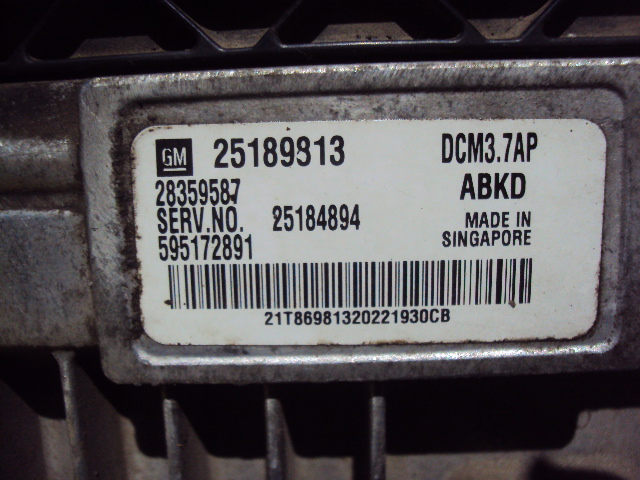 GM 25189813 DCM3.7AP
28359587 ABKD
SERV.NO. 25184894 MADE IN
595172891 SINGAPORE
21T86981320221930CB